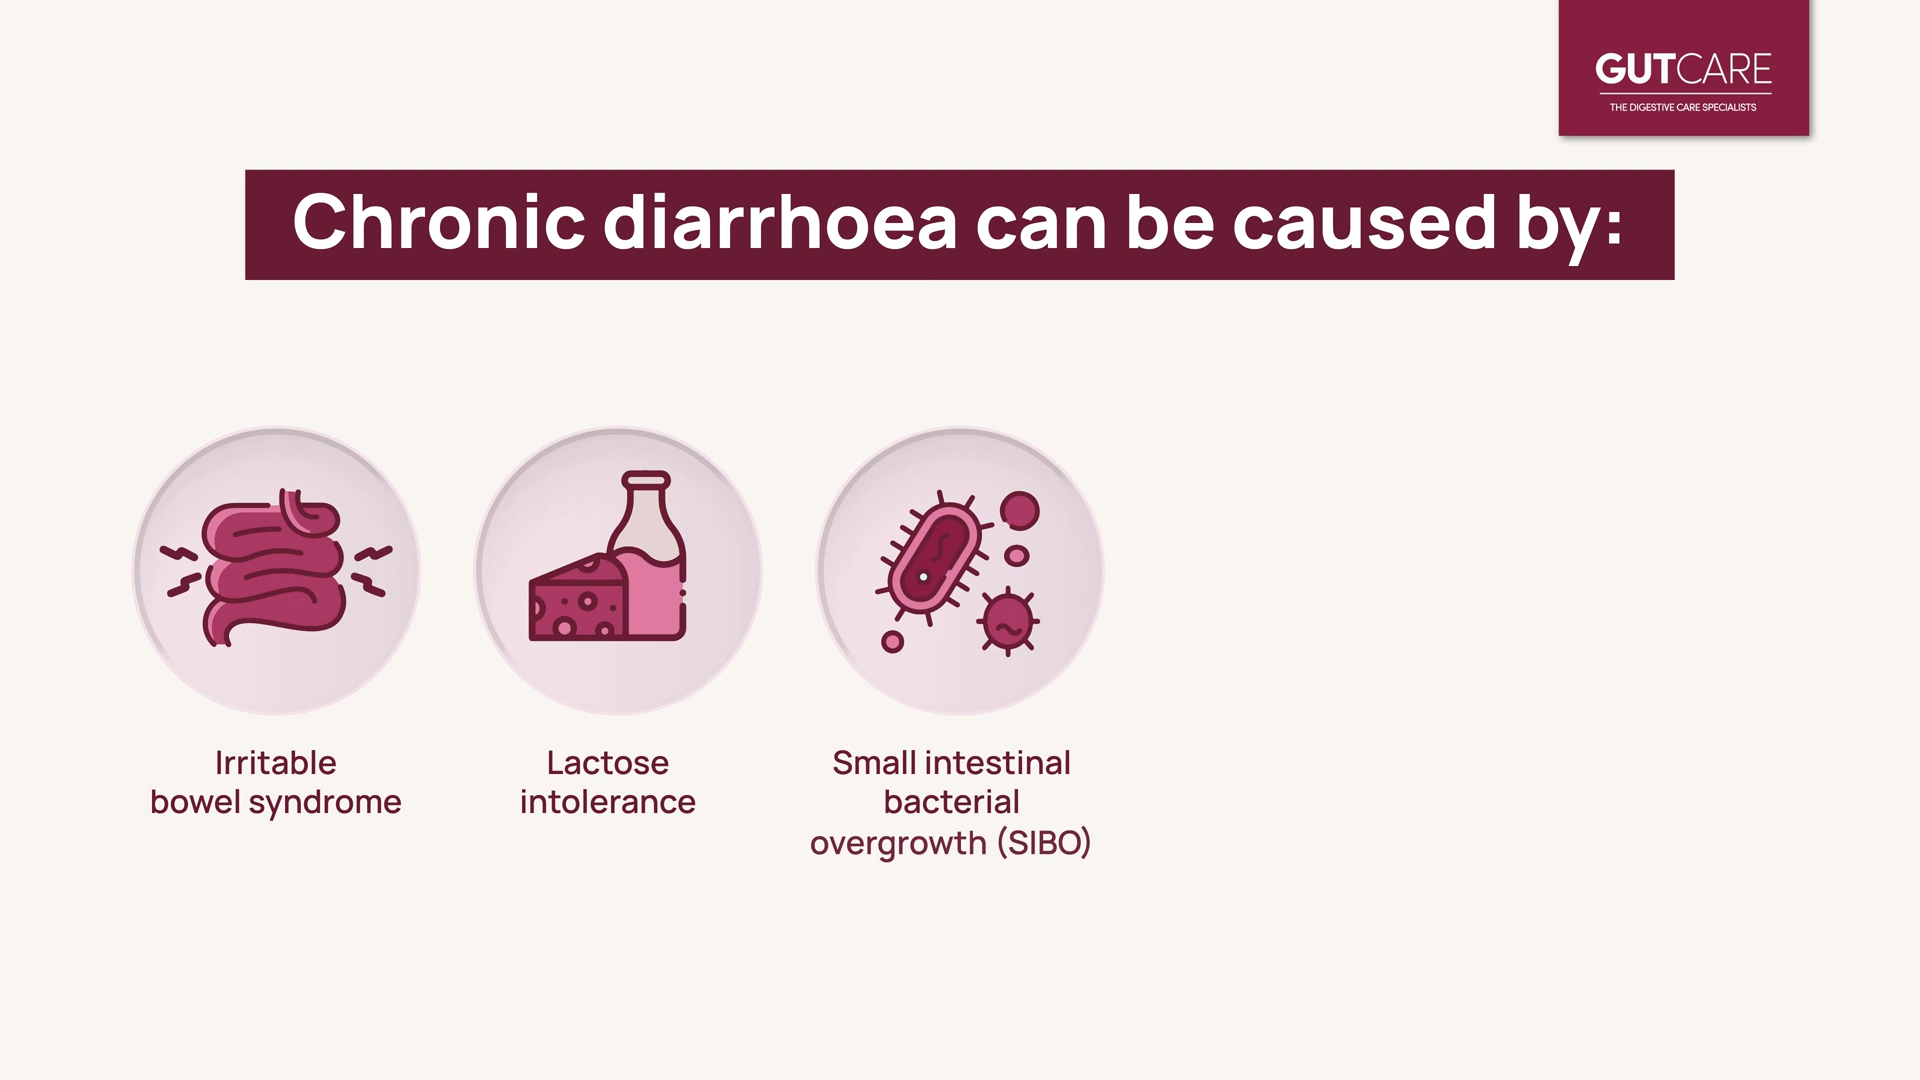 GUTCARE
THE DIGESTIVE CARE SPECIALISTS
Chronic diarrhoea can be caused by:
Irritable
bowel syndrome
Lactose
intolerance
Small intestinal
bacterial
overgrowth (SIBO)